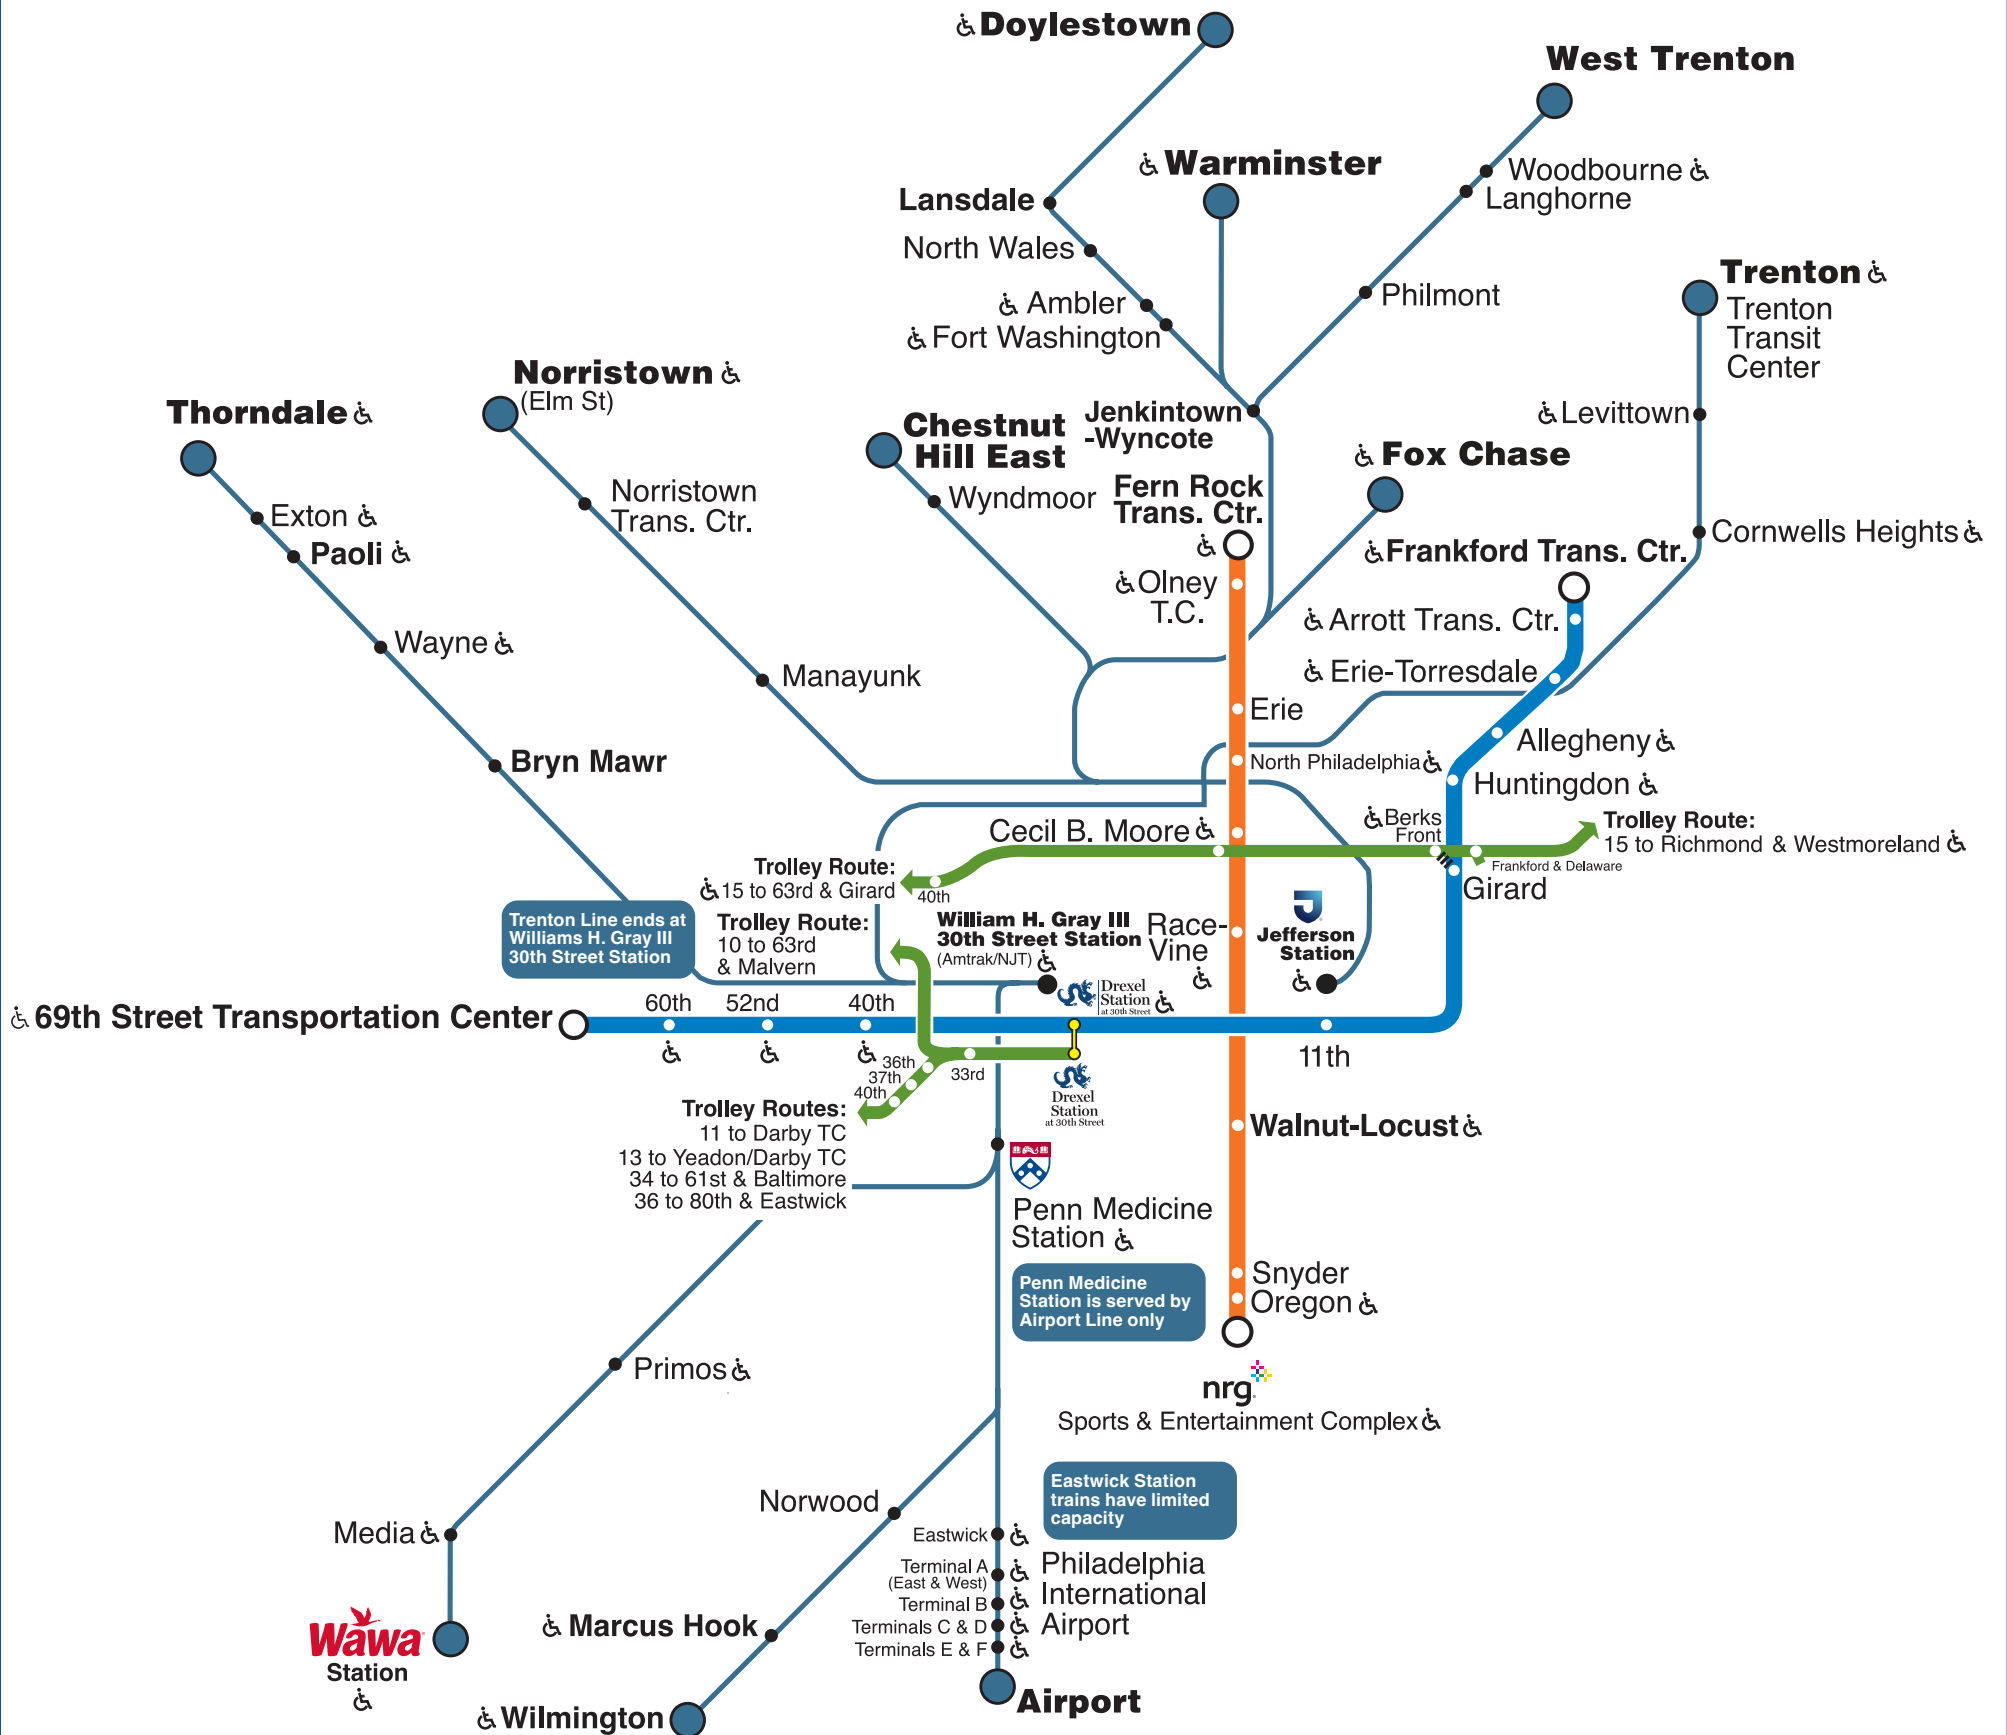 Doylestown
West Trenton
Warminster
Woodbourne
Langhorne
Lansdale
North Wales
Trenton
Trenton
Transit
Center
Philmont
Ambler
Fort Washington
Norristown
(Elm St)
Thorndale
Chestnut
Hill East
Jenkintown
-Wyncote
Levittown
Fox Chase
Wyndmoor
Fern Rock
Trans. Ctr.
Norristown
Trans. Ctr.
Exton
Paoli
Cornwells Heights
Frankford Trans. Ctr.
Olney
T.C.
Arrott Trans. Ctr.
Wayne
Manayunk
Erie-Torresdale
Erie
Allegheny
Bryn Mawr
North Philadelphia
Huntingdon
Cecil B. Moore
Berks
Front
Trolley Route:
15 to Richmond & Westmoreland
Frankford & Delaware
Girard
Trolley Route:
15 to 63rd & Girard
40th
Trenton Line ends at
Williams H. Gray III
30th Street Station
Trolley Route:
10 to 63rd
& Malvern
William H. Gray III
30th Street Station
(Amtrak/NJT)
Race-
Vine
Jefferson
Station
Drexel
Station
at 30th Street
69th Street Transportation Center
60th
52nd
40th
11th
36th
37th
40th
33rd
Drexel
Station
at 30th Street
Trolley Routes:
11 to Darby TC
13 to Yeadon/Darby TC
34 to 61st & Baltimore
36 to 80th & Eastwick
Walnut-Locust
Penn Medicine
Station
Penn Medicine
Station is served by
Airport Line only
Snyder
Oregon
Primos
nrg
Sports & Entertainment Complex
Norwood
Eastwick Station
trains have limited
capacity
Media
Eastwick
Terminal A
(East & West)
Terminal B
Terminals C & D
Terminals E & F
Philadelphia
International
Airport
Wawa
Station
Marcus Hook
Airport
Wilmington